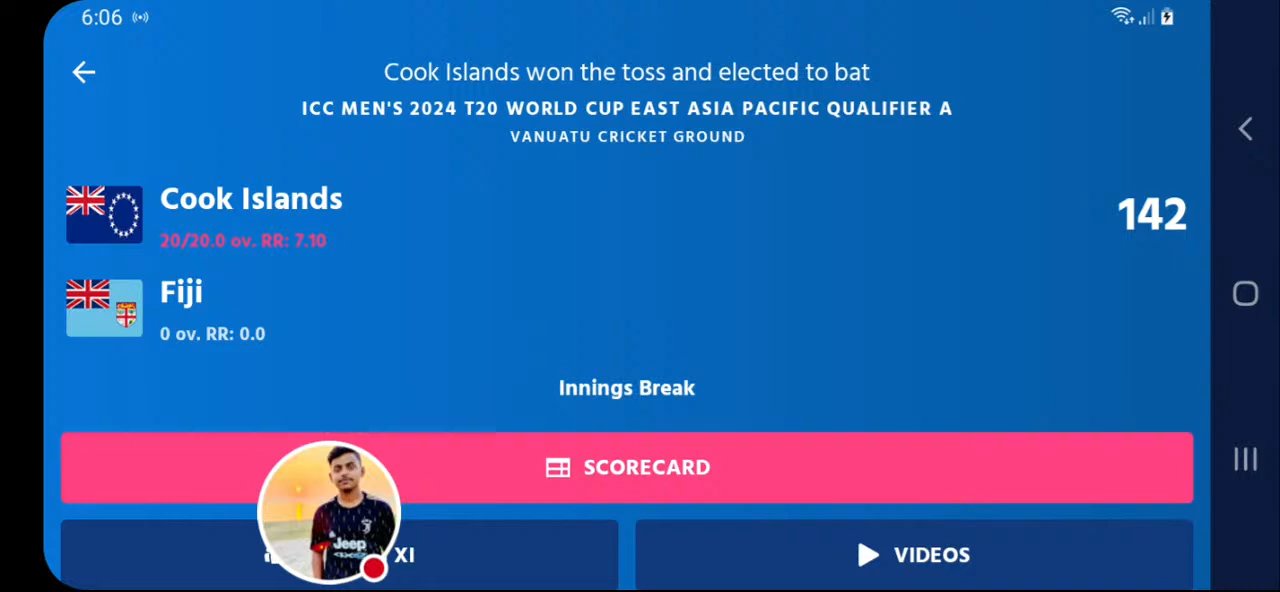 6:06
Cook Islands won the toss and elected to bat
ICC MEN'S 2024 T20 WORLD CUP EAST ASIA PACIFIC QUALIFIER A
VANUATU CRICKET GROUND
Cook Islands
142
20/20.0 ov. RR: 7.10
Fiji
0 ov. RR: 0.0
Innings Break
SCORECARD
XI
VIDEOS
Jeep